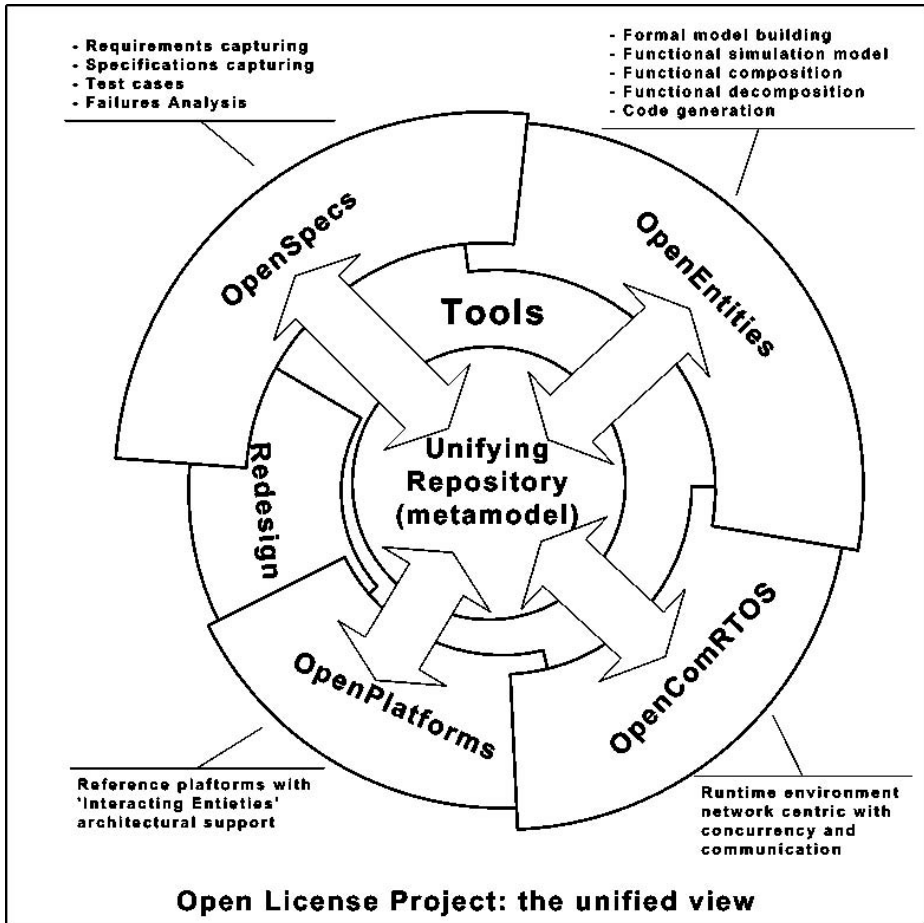 - Requirements capturing
- Specifications capturing
- Test cases
- Failures Analysis
- Formal model building
- Functional simulation model
- Functional composition
- Functional decomposition
- Code generation
OpenSpecs
OpenEntities
Tools
Unifying
Repository
(metamodel)
Redesign
OpenPlatforms
OpenComRTOS
Reference plaftorms with
'Interacting Entieties'
architectural support
Runtime environment
network centric with
concurrency and
communication
Open License Project: the unified view